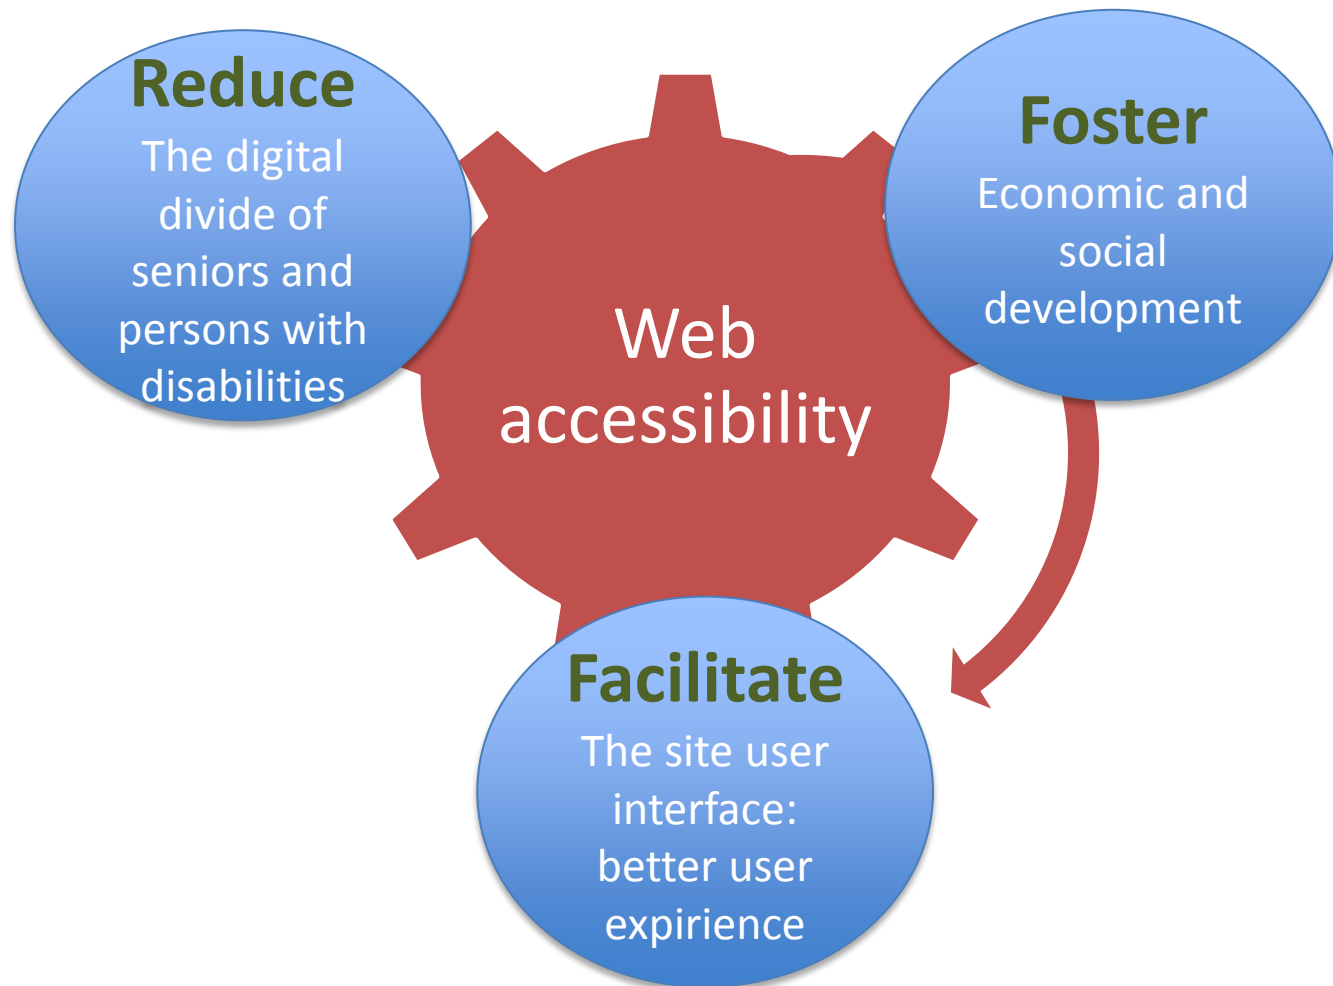 Reduce
The digital
divide of
seniors and
persons with
disabilities
Foster
Economic and
social
development
Web
accessibility
Facilitate
The site user
interface:
better user
expirience